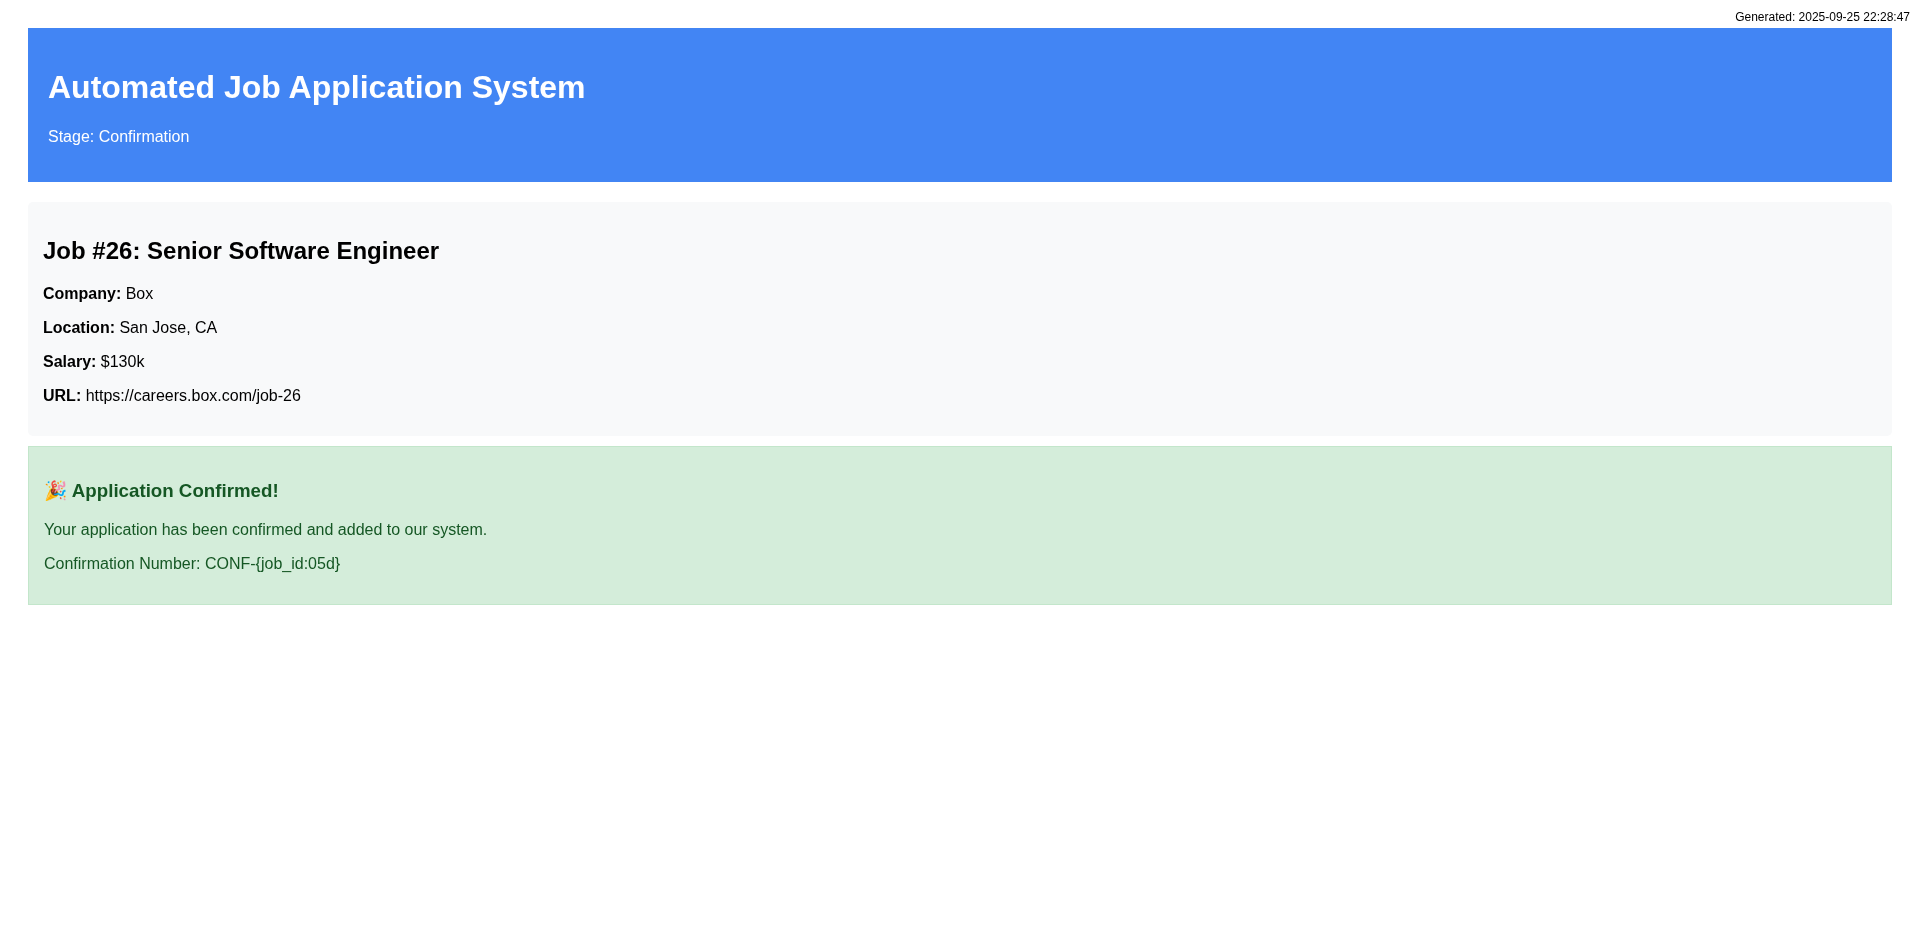 Generated: 2025-09-25 22:28:47
Automated Job Application System
Stage: Confirmation
Job #26: Senior Software Engineer
Company: Box
Location: San Jose, CA
Salary: $130k
URL: https://careers.box.com/job-26
🎉 Application Confirmed!
Your application has been confirmed and added to our system.
Confirmation Number: CONF-{job_id:05d}